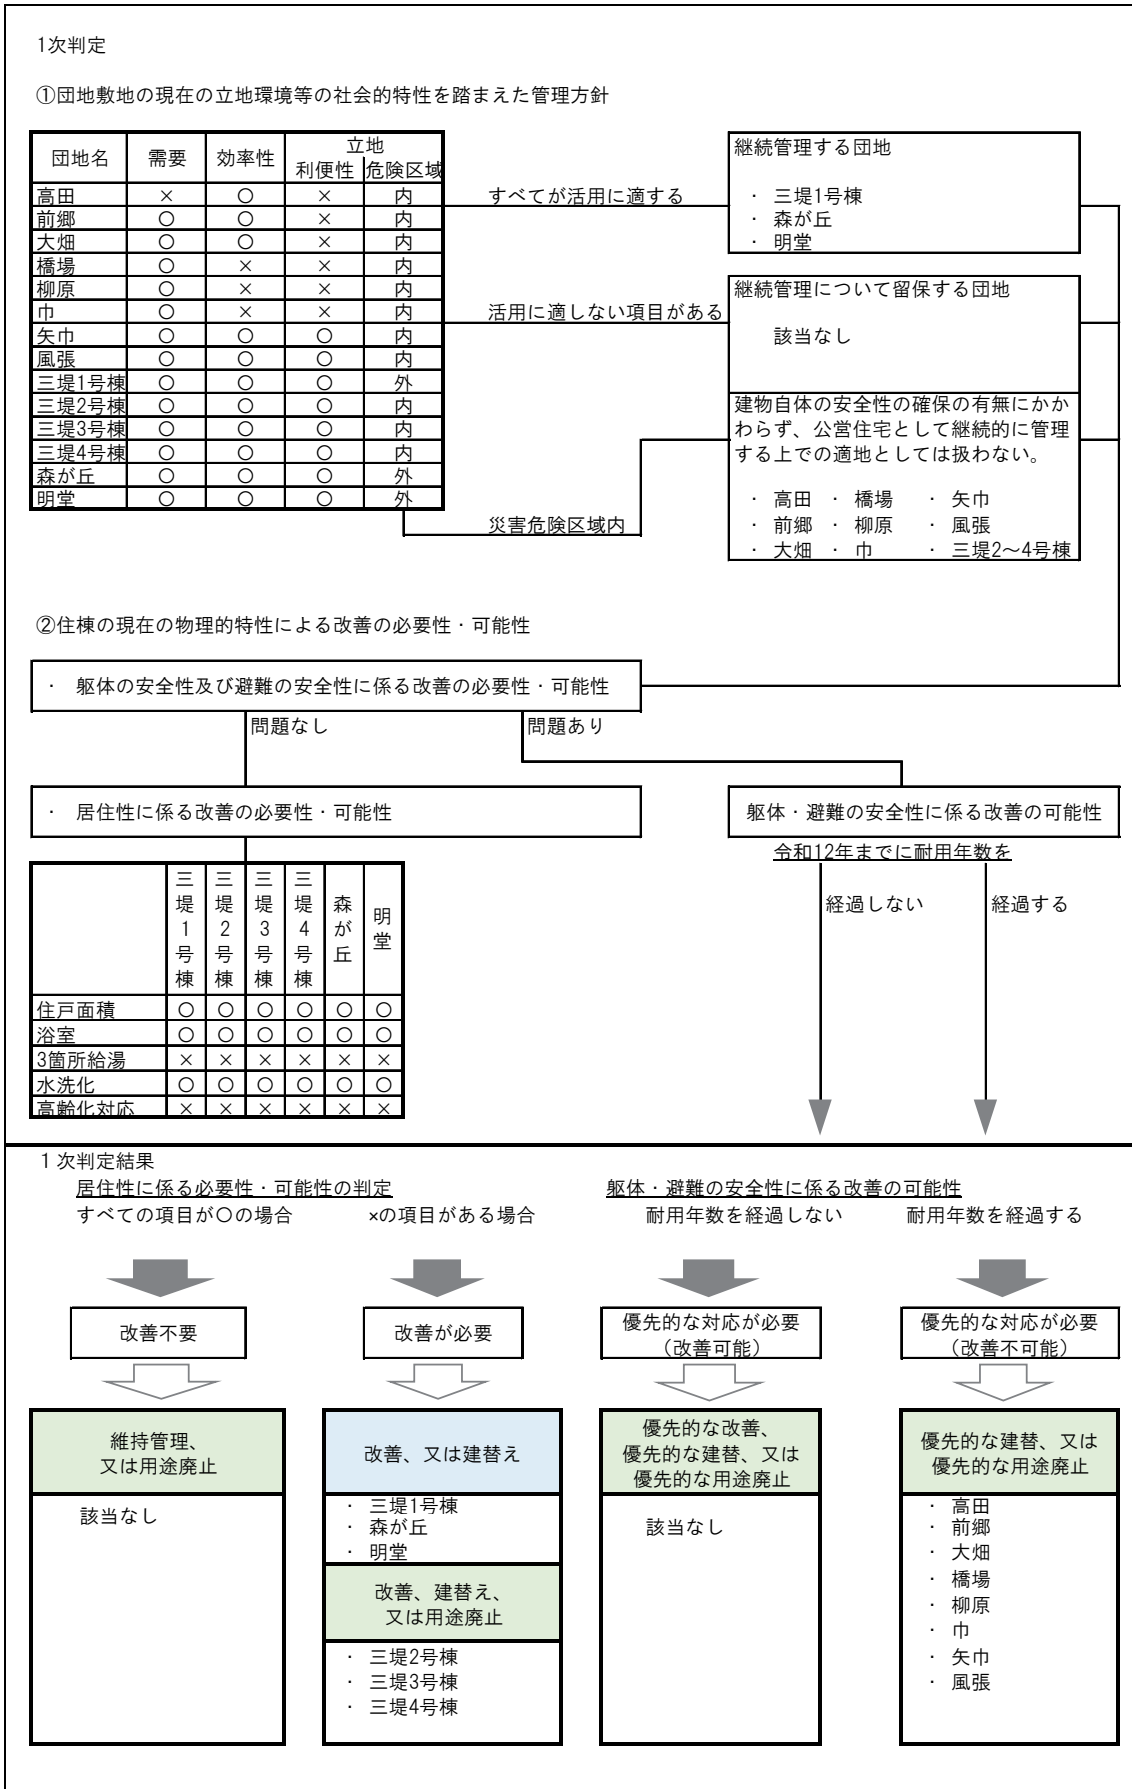 1次判定
①団地敷地の現在の立地環境等の社会的特性を踏まえた管理方針
団地名 需要 効率性 立地
利便性 危険区域
高田 × 〇 × 内
前郷 〇 〇 × 内
大畑 〇 〇 × 内
橋場 〇 × × 内
柳原 〇 × × 内
巾 〇 × × 内
矢巾 〇 〇 〇 内
風張 〇 〇 〇 内
三堤1号棟 〇 〇 〇 外
三堤2号棟 〇 〇 〇 内
三堤3号棟 〇 〇 〇 内
三堤4号棟 〇 〇 〇 内
森が丘 〇 〇 〇 外
明堂 〇 〇 〇 外
すべてが活用に適する
活用に適しない項目がある
災害危険区域内
継続管理する団地
・ 三堤1号棟
・ 森が丘
・ 明堂
継続管理について留保する団地
該当なし
建物自体の安全性の確保の有無にかか
わらず、公営住宅として継続的に管理
する上での適地としては扱わない。
・ 高田 ・ 橋場 ・ 矢巾
・ 前郷 ・ 柳原 ・ 風張
・ 大畑 ・ 巾 ・ 三堤2～4号棟
②住棟の現在の物理的特性による改善の必要性・可能性
・ 躯体の安全性及び避難の安全性に係る改善の必要性・可能性
問題なし 問題あり
・ 居住性に係る改善の必要性・可能性
躯体・避難の安全性に係る改善の可能性
令和12年までに耐用年数を
経過しない 経過する
三堤1号棟 三堤2号棟 三堤3号棟 三堤4号棟 森が丘 明堂
住戸面積 〇 〇 〇 〇 〇 〇
浴室 〇 〇 〇 〇 〇 〇
3箇所給湯 × × × × × ×
水洗化 〇 〇 〇 〇 〇 〇
高齢化対応 × × × × × ×
1次判定結果
居住性に係る必要性・可能性の判定 躯体・避難の安全性に係る改善の可能性
すべての項目が〇の場合 ×の項目がある場合 耐用年数を経過しない 耐用年数を経過する
改善不要
改善が必要
優先的な対応が必要
（改善可能）
優先的な対応が必要
（改善不可能）
維持管理、
又は用途廃止
該当なし
改善、又は建替え
・ 三堤1号棟
・ 森が丘
・ 明堂
改善、建替え、
又は用途廃止
・ 三堤2号棟
・ 三堤3号棟
・ 三堤4号棟
優先的な改善、
優先的な建替、又は
優先的な用途廃止
該当なし
優先的な建替、又は
優先的な用途廃止
・ 高田
・ 前郷
・ 大畑
・ 橋場
・ 柳原
・ 巾
・ 矢巾
・ 風張